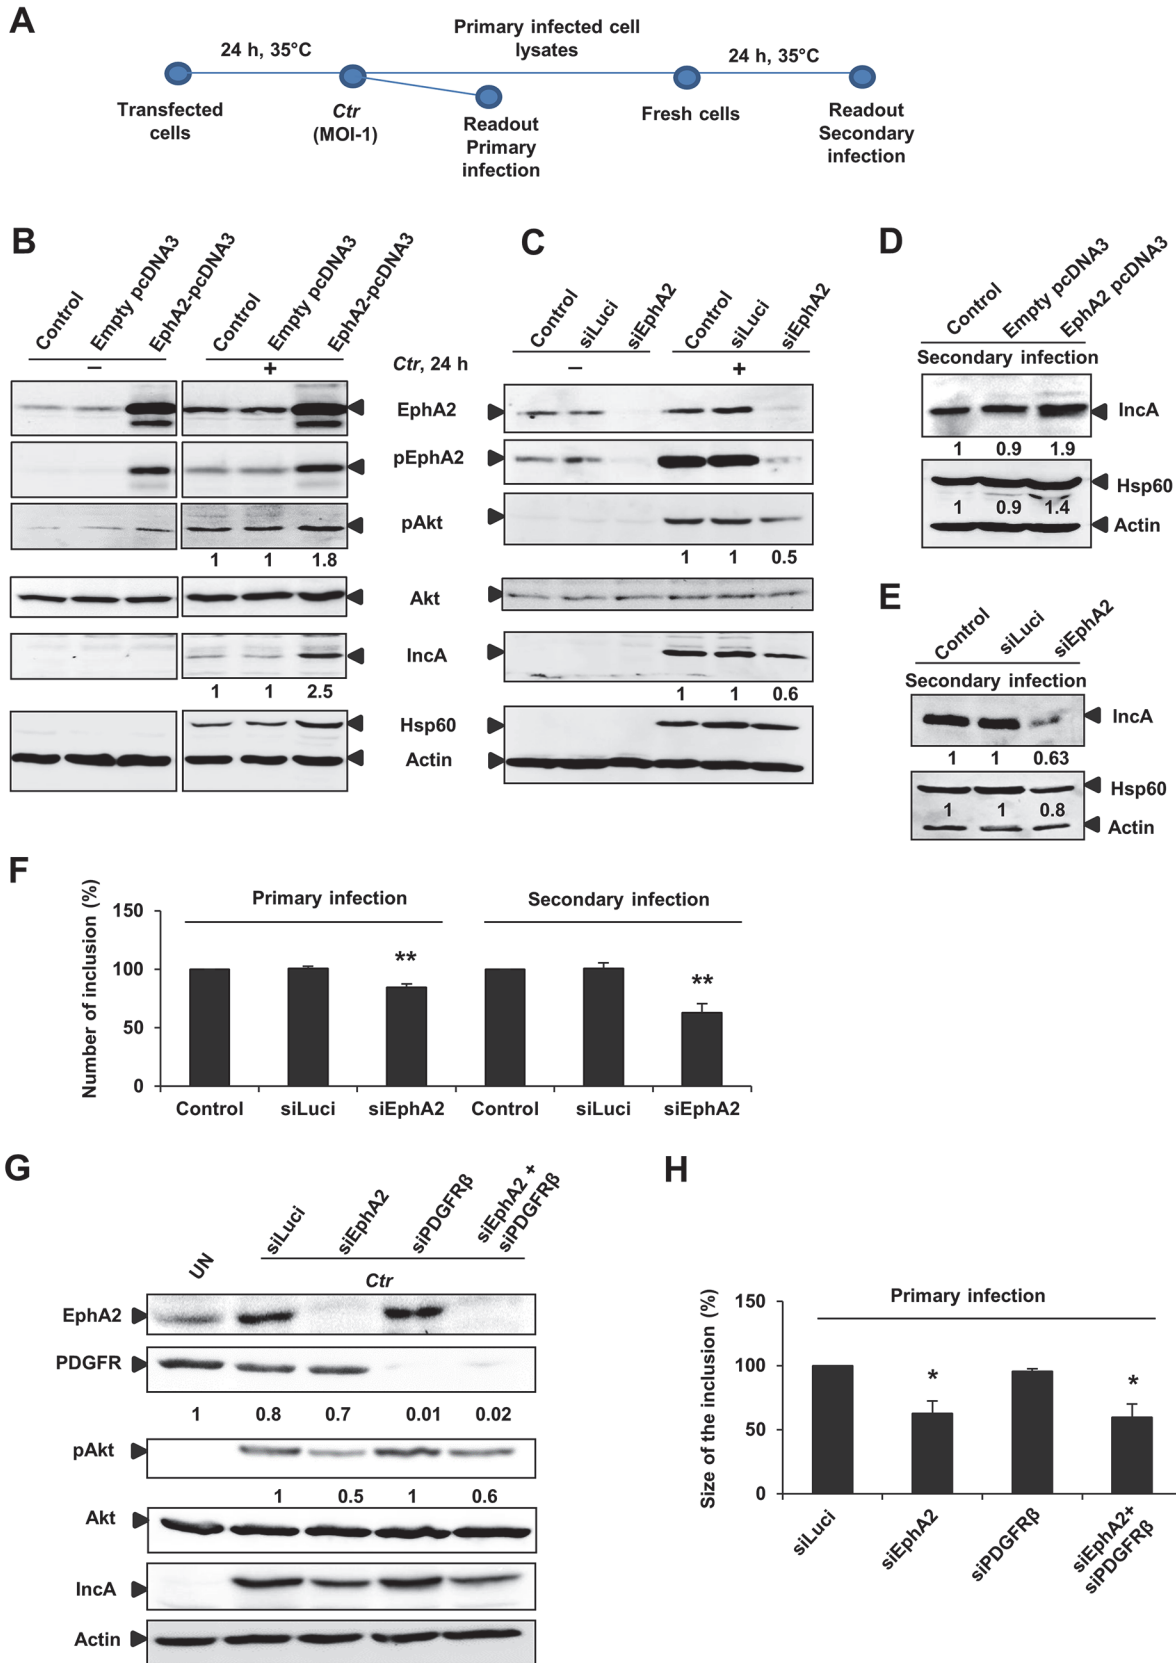 A
24 h, 35°C
Primary infected cell
lysates
24 h, 35°C
Transfected
cells
Ctr
(MOI-1)
Readout
Primary
infection
Fresh cells
Readout
Secondary
infection
B
Control
Empty pcDNA3
EphA2-pcDNA3
Control
Empty pcDNA3
EphA2-pcDNA3
– +
C
Control
siLuci
siEphA2
Control
siLuci
siEphA2
Ctr, 24 h
– +
EphA2
pEphA2
pAkt
1 1 1.8
1 1 0.5
Akt
IncA
1 1 2.5
1 1 0.6
Hsp60
Actin
D
Control
Empty pcDNA3
EphA2 pcDNA3
Secondary infection
IncA
1 0.9 1.9
Hsp60
1 0.9 1.4
Actin
E
Control
siLuci
siEphA2
Secondary infection
IncA
1 1 0.63
Hsp60
1 1 0.8
Actin
F
Number of inclusion (%)
150
100
50
0
Primary infection
Secondary infection
**
**
Control siLuci siEphA2 Control siLuci siEphA2
G
UN
siLuci
siEphA2
siPDGFRβ
siEphA2 +
siPDGFRβ
Ctr
EphA2
PDGFR
1 0.8 0.7 0.01 0.02
pAkt
1 0.5 1 0.6
Akt
IncA
Actin
H
Size of the inclusion (%)
150
100
50
0
Primary infection
*
*
siLuci
siEphA2
siPDGFRβ
siEphA2+
siPDGFRβ